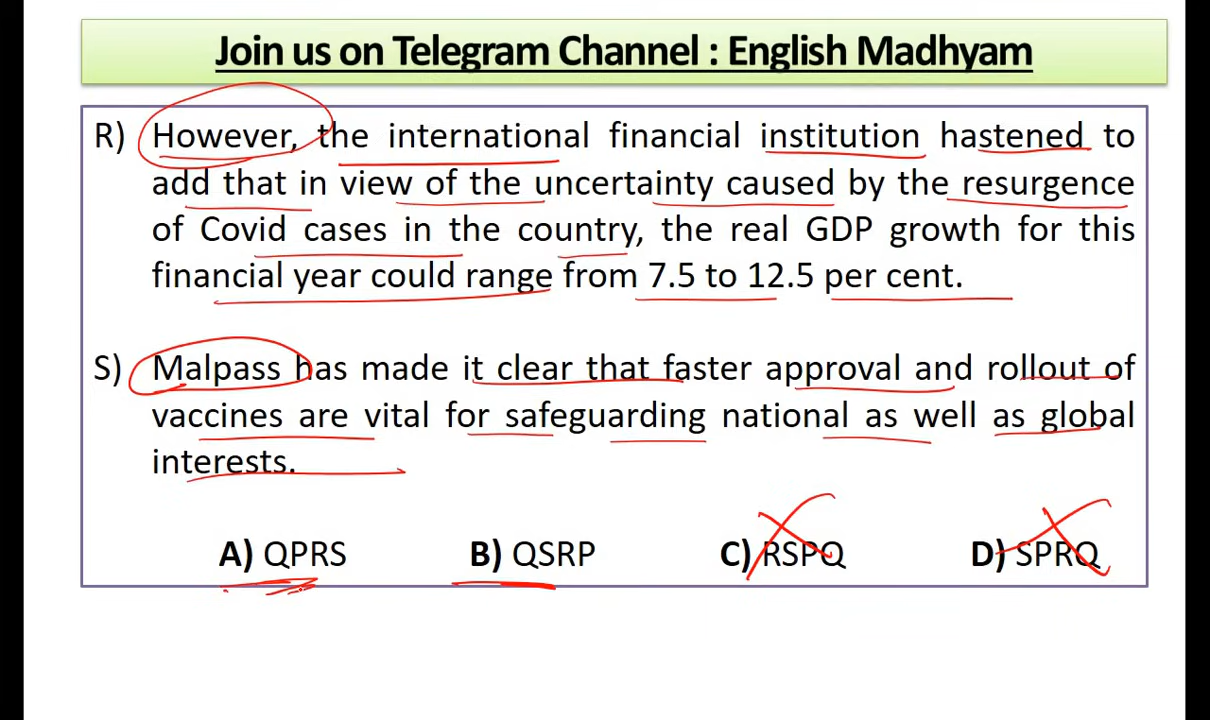 Join us on Telegram Channel : English Madhyam
R) However, the international financial institution hastened to
add that in view of the uncertainty caused by the resurgence
of Covid cases in the country, the real GDP growth for this
financial year could range from 7.5 to 12.5 per cent.
S) Malpass has made it clear that faster approval and rollout of
vaccines are vital for safeguarding national as well as global
interests.
A) QPRS B) QSRP C) RSPQ D) SPRQ